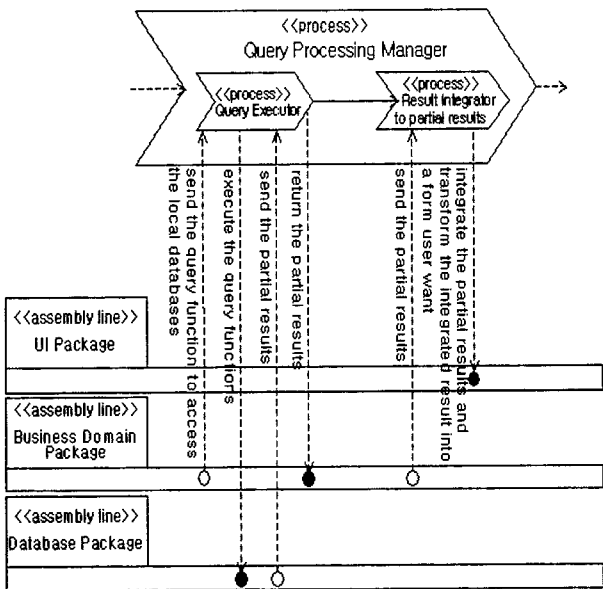 <<process>>
Query Processing Manager
<<process>>
Query Executor
<<process>>
Result integrator
to partial results
send the query function to access
the local databases
execute the query functions
send the partial results
return the partial results
send the partial results
integrate the partial results and
transform the integrated result into
a form user want
<<assembly line>>
UI Package
<<assembly line>>
Business Domain
Package
<<assembly line>>
Database Package